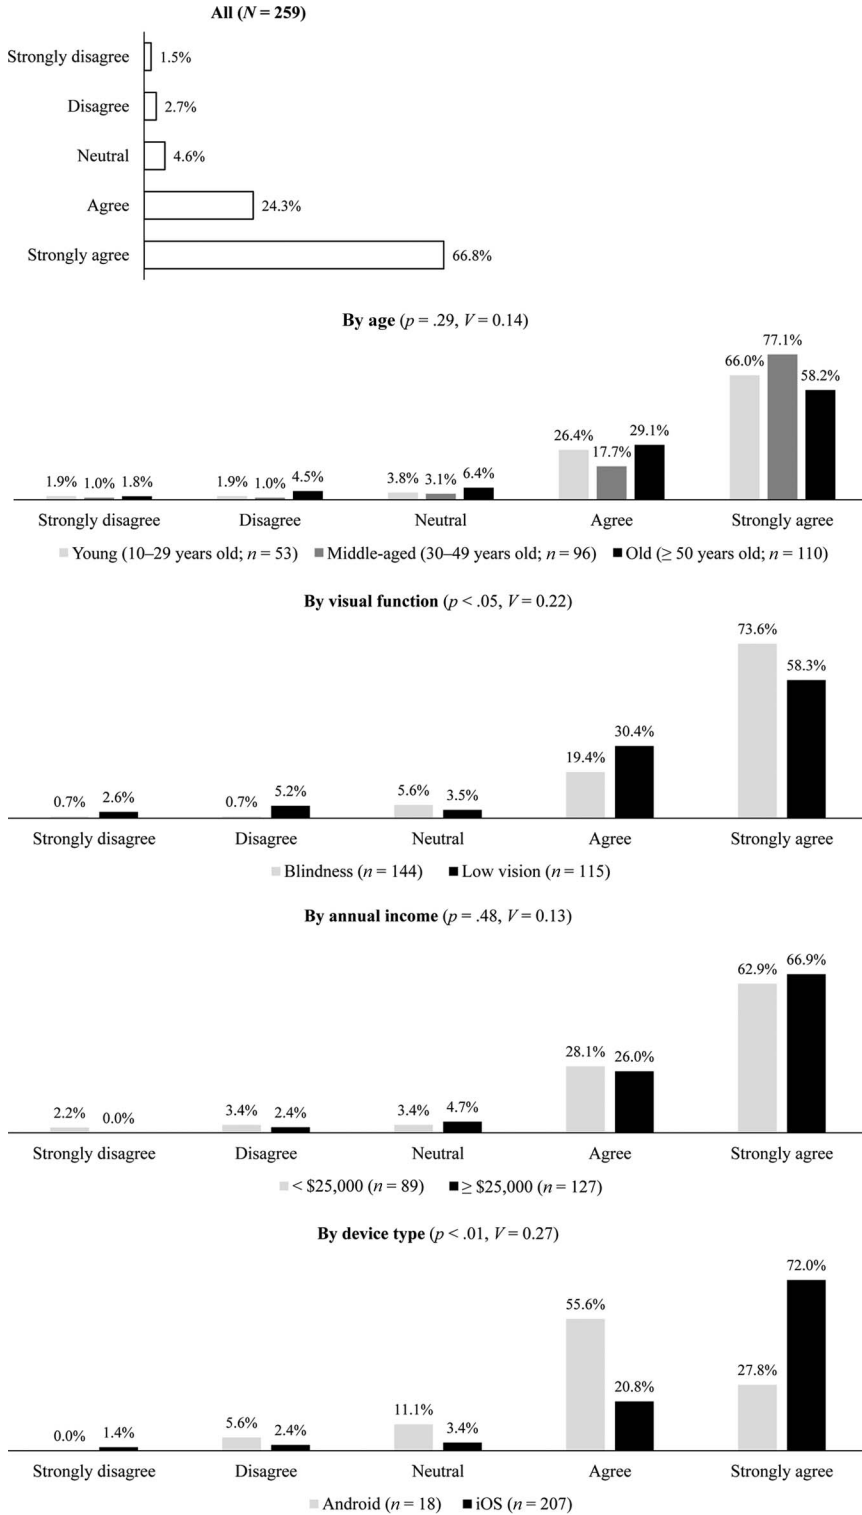 All (N = 259)
Strongly disagree 1.5%
Disagree 2.7%
Neutral 4.6%
Agree 24.3%
Strongly agree 66.8%
By age (p = .29, V = 0.14)
1.9% 1.0% 1.8% 1.9% 1.0% 4.5% 3.8% 3.1% 6.4% 26.4% 17.7% 29.1% 66.0% 77.1% 58.2%
Strongly disagree Disagree Neutral Agree Strongly agree
Young (10–29 years old; n = 53) Middle-aged (30–49 years old; n = 96) Old (≥ 50 years old; n = 110)
By visual function (p < .05, V = 0.22)
0.7% 2.6% 0.7% 5.2% 5.6% 3.5% 19.4% 30.4% 73.6% 58.3%
Strongly disagree Disagree Neutral Agree Strongly agree
Blindness (n = 144) Low vision (n = 115)
By annual income (p = .48, V = 0.13)
2.2% 0.0% 3.4% 2.4% 3.4% 4.7% 28.1% 26.0% 62.9% 66.9%
Strongly disagree Disagree Neutral Agree Strongly agree
< $25,000 (n = 89) ≥ $25,000 (n = 127)
By device type (p < .01, V = 0.27)
0.0% 1.4% 5.6% 2.4% 11.1% 3.4% 55.6% 20.8% 27.8% 72.0%
Strongly disagree Disagree Neutral Agree Strongly agree
Android (n = 18) iOS (n = 207)